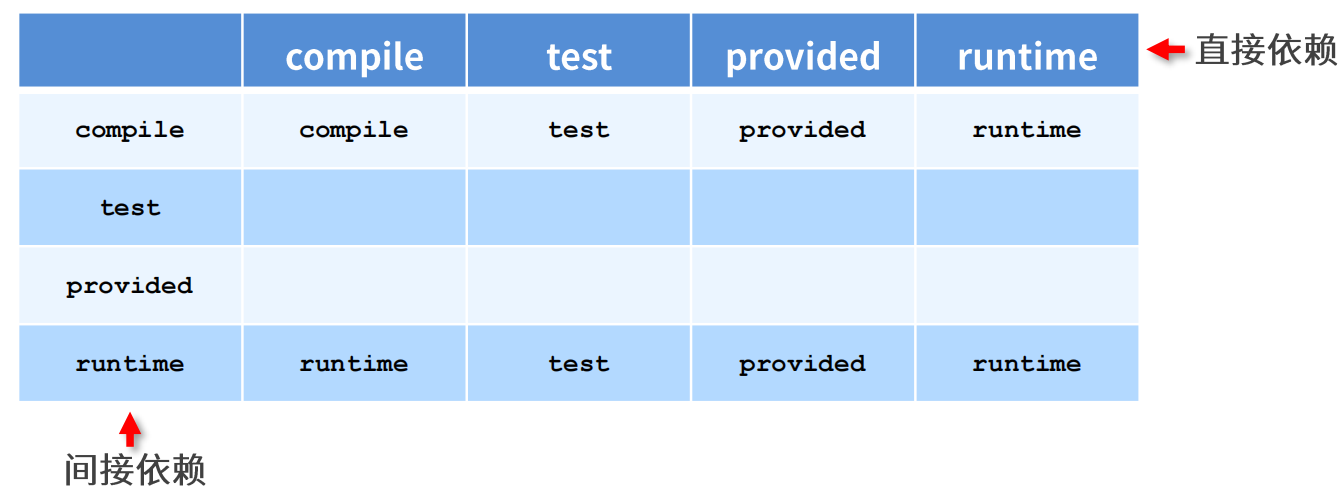 compile test provided runtime 直接依赖
compile compile test provided runtime
test
provided
runtime runtime test provided runtime
间接依赖